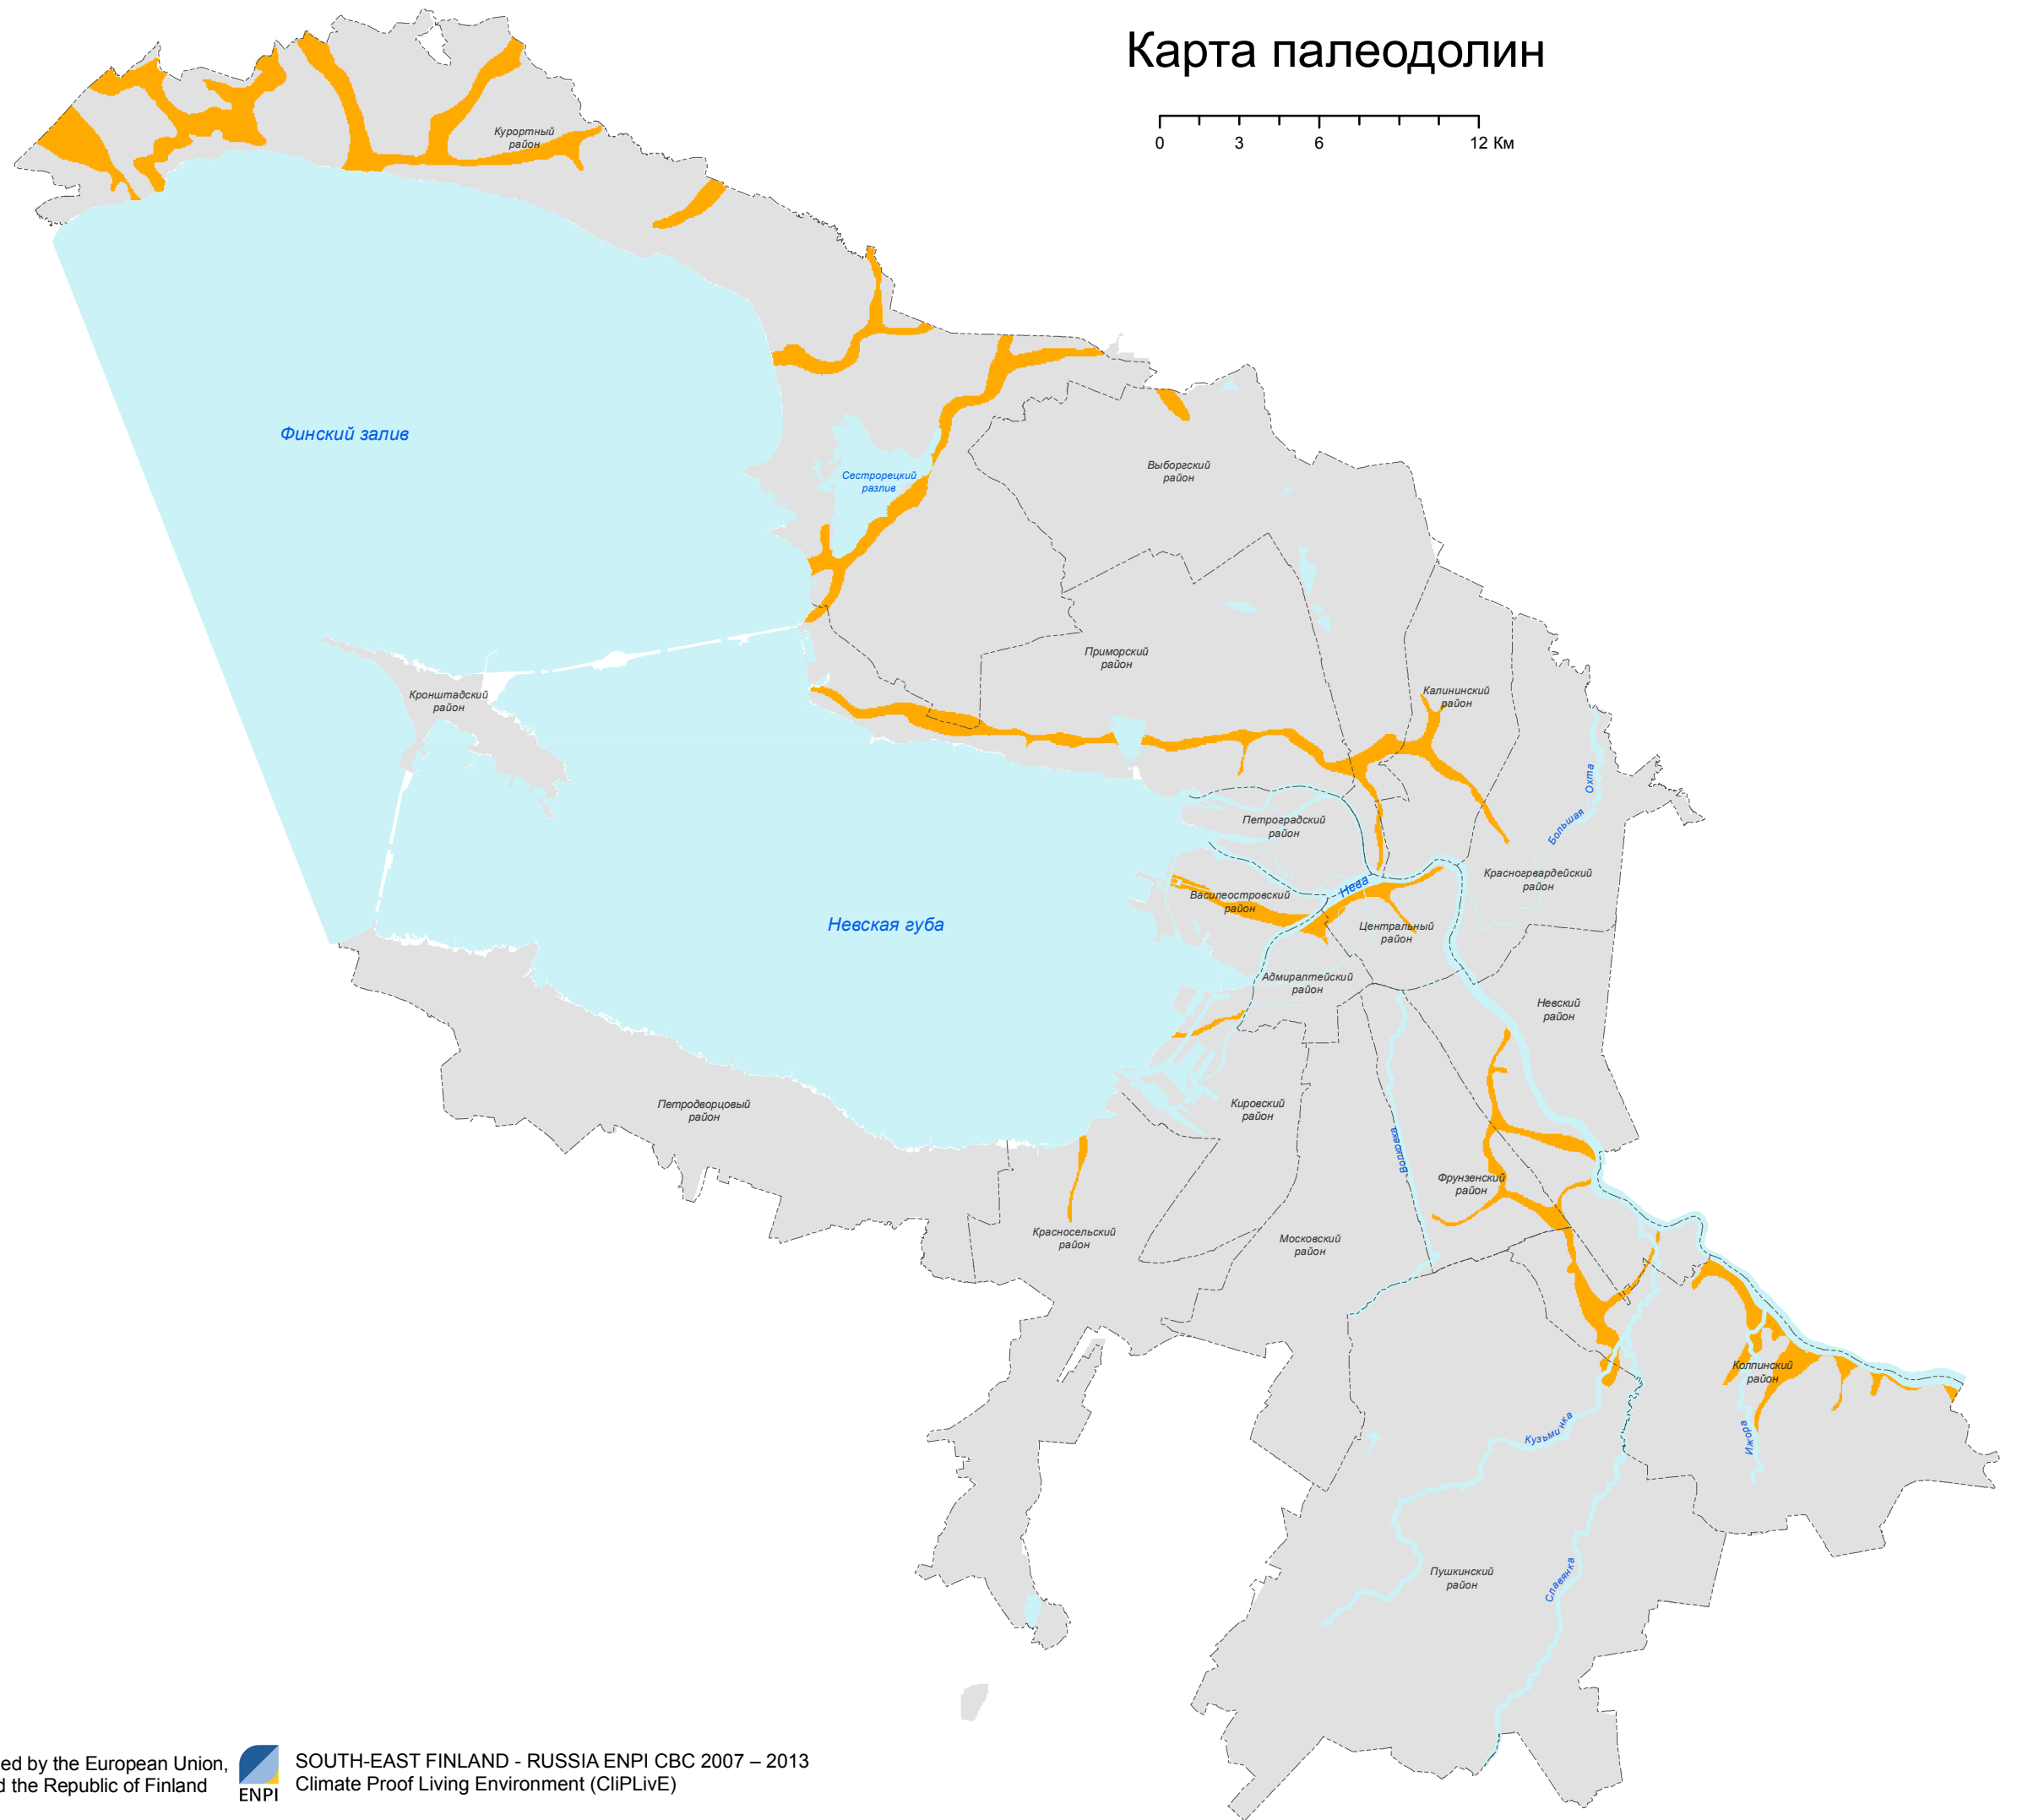 Карта палеодолин
0 3 6 12 Км
Курортный
район
Финский залив
Сестрорецкий
разлив
Выборгский
район
Приморский
район
Кронштадский
район
Калининский
район
Большая Охта
Петроградский
район
Красногрвардейский
район
Нева
Василеостровский
район
Невская губа
Центральный
район
Адмиралтейский
район
Невский
район
Петродворцовый
район
Кировский
район
Волковка
Фрунзенский
район
Красносельский
район
Московский
район
Колпинский
район
Кузьминка
Ижора
Пушкинский
район
Славянка
ed by the European Union,
d the Republic of Finland
ENPI
SOUTH-EAST FINLAND - RUSSIA ENPI CBC 2007 – 2013
Climate Proof Living Environment (CliPLivE)